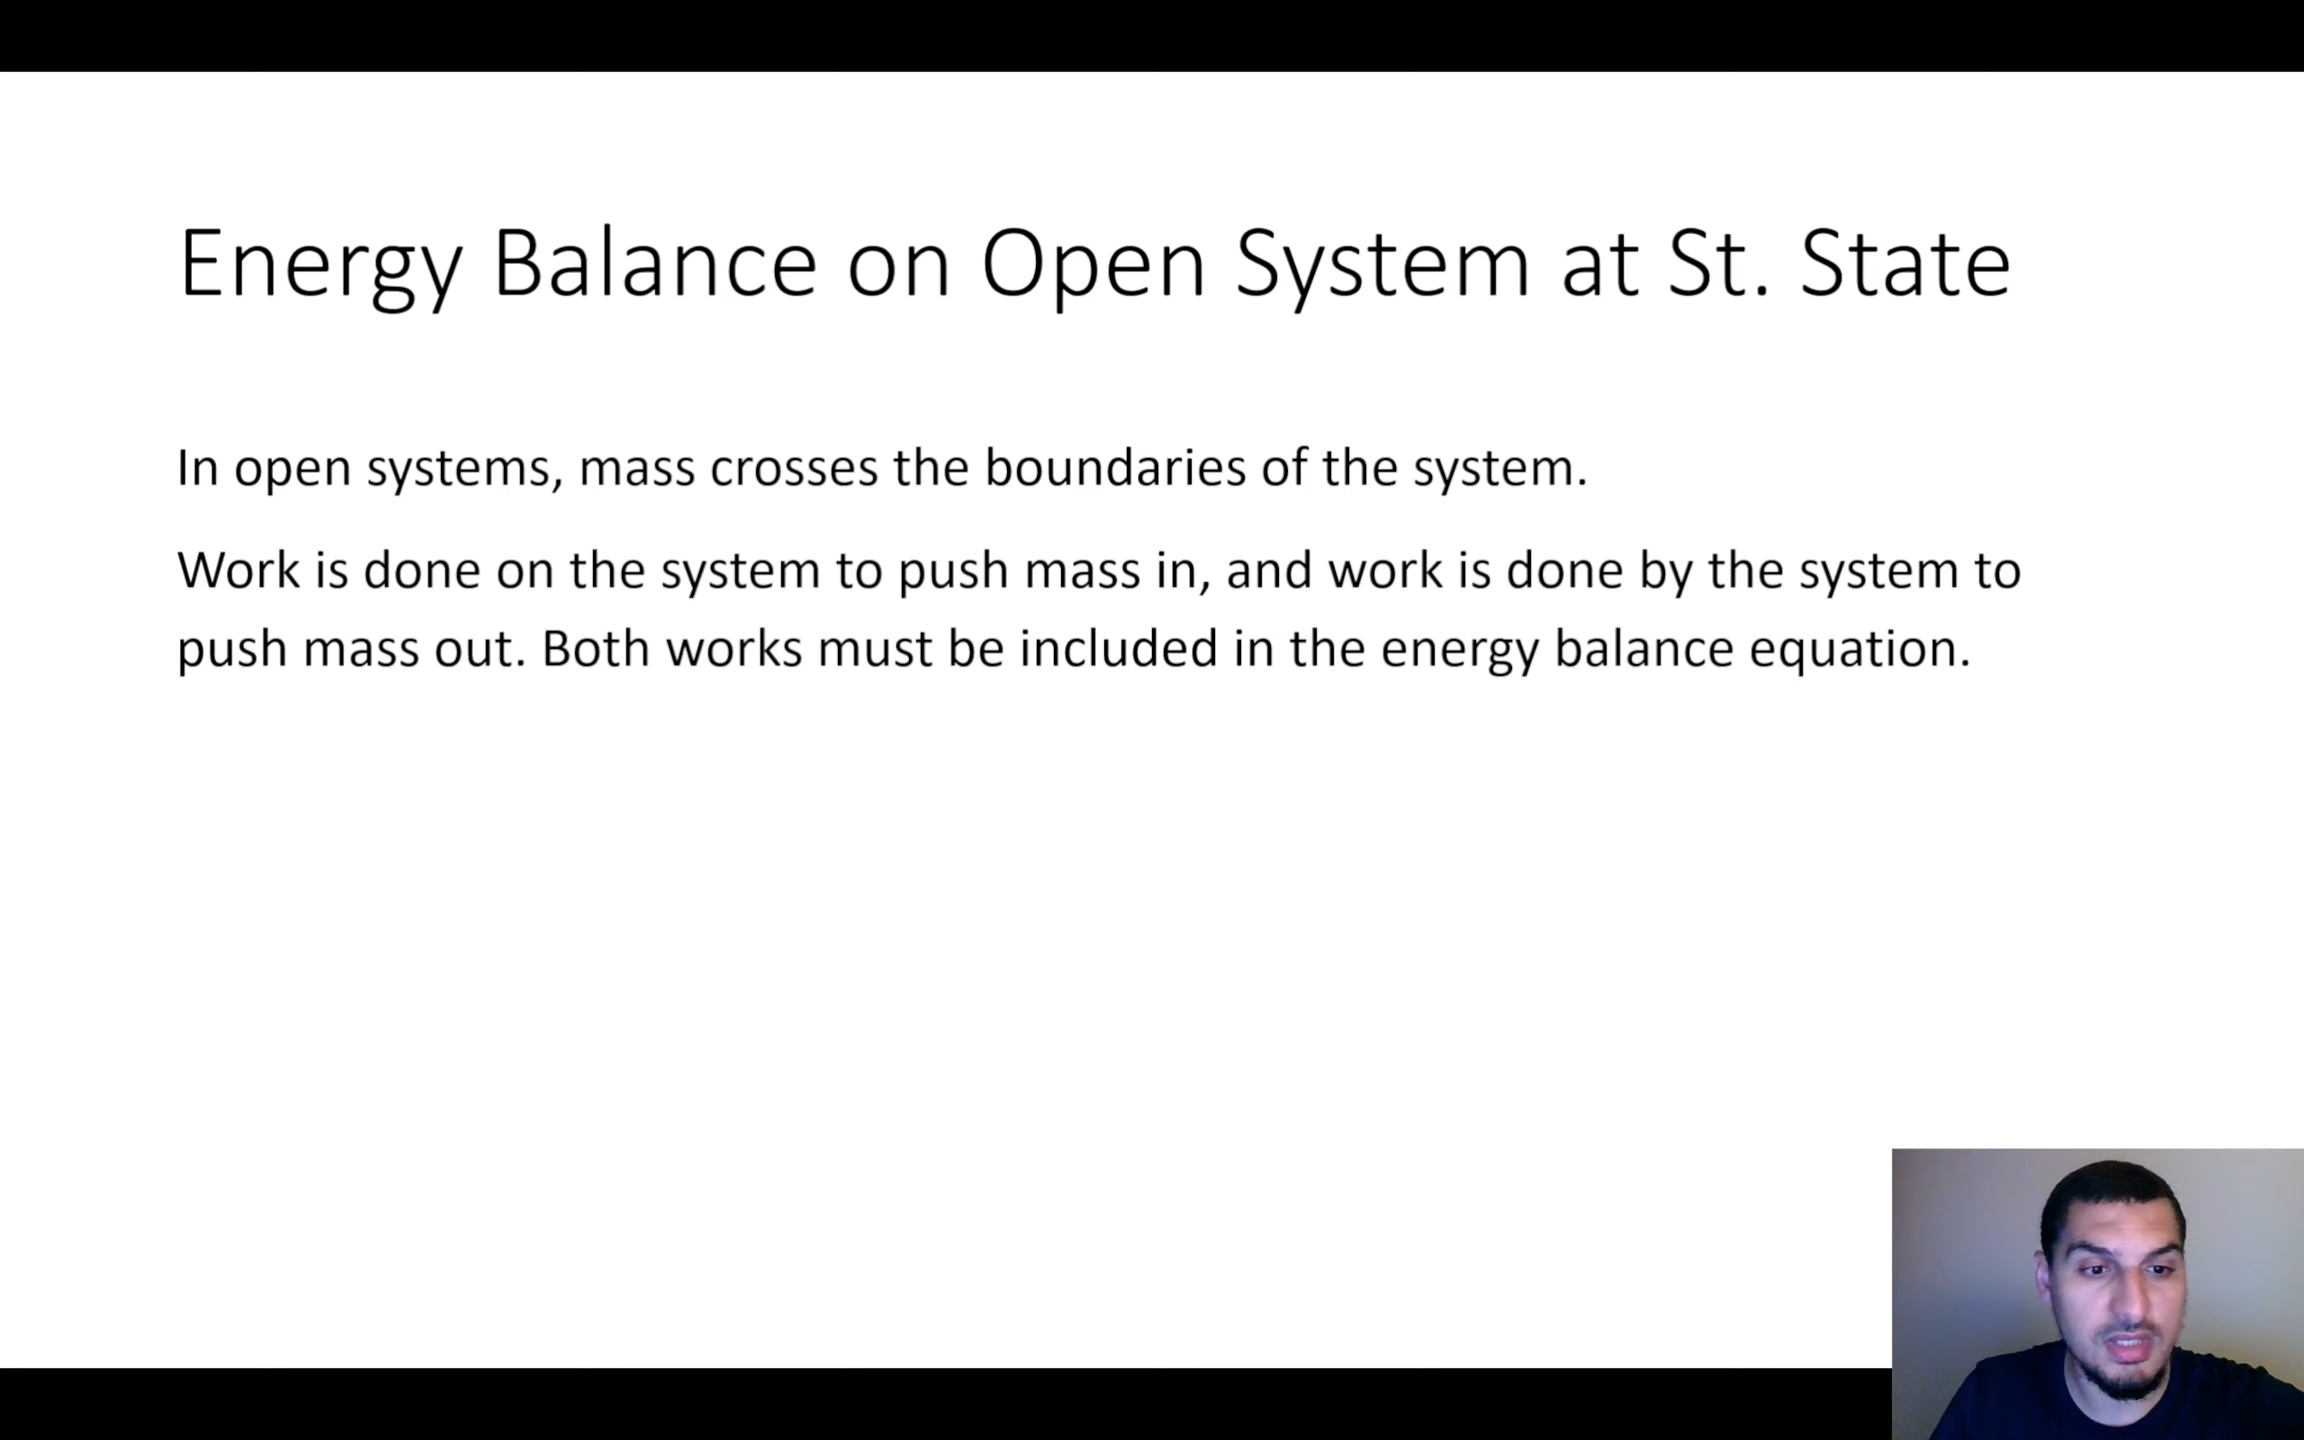 Energy Balance on Open System at St. State
In open systems, mass crosses the boundaries of the system.
Work is done on the system to push mass in, and work is done by the system to
push mass out. Both works must be included in the energy balance equation.